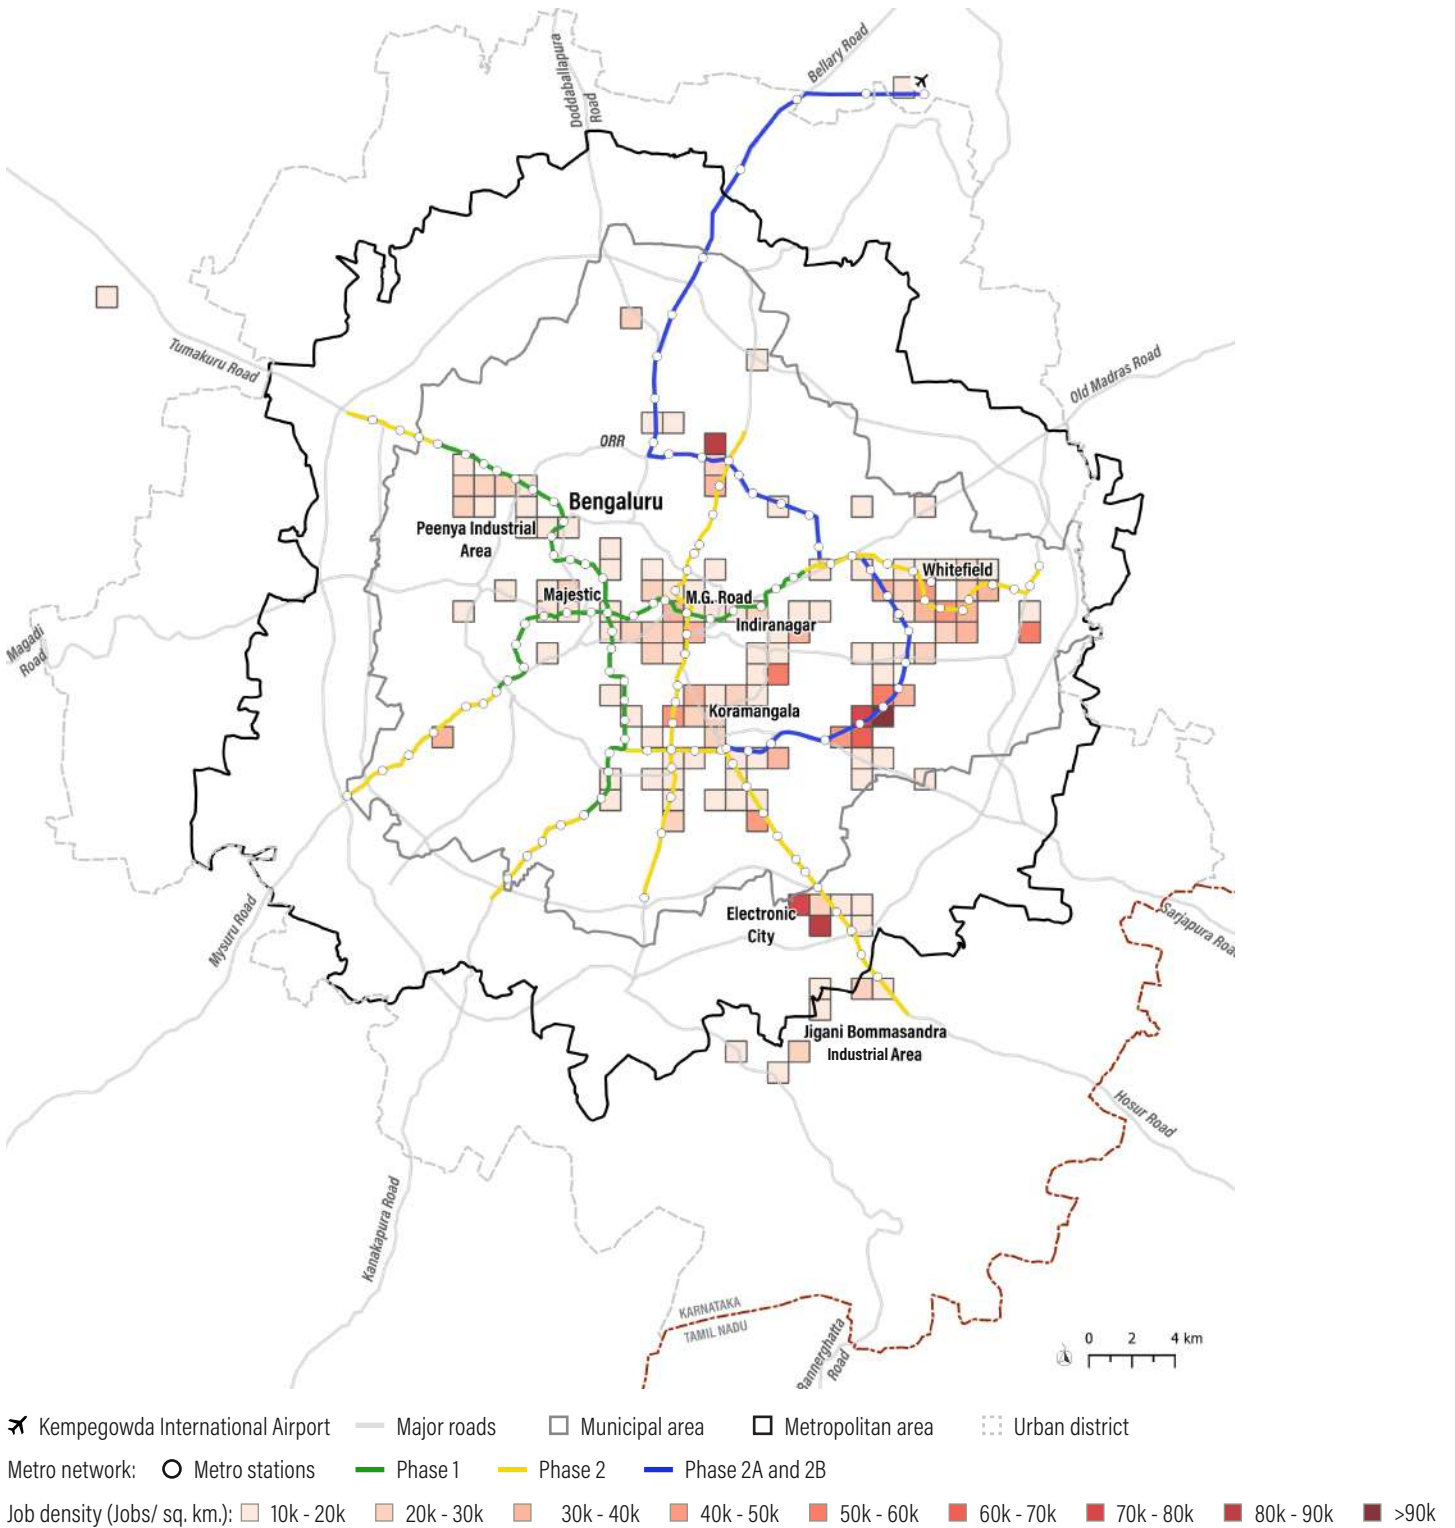 Bellary Road
Doddaballapura
Road
Tumakuru Road
Old Madras Road
ORR
Bengaluru
Peenya Industrial
Area
Whitefield
Majestic
M.G. Road
Indiranagar
Magadi
Road
Koramangala
Electronic
City
Mysuru Road
Sarjapura Road
Jigani Bommasandra
Industrial Area
Hosur Road
Kanakapura Road
KARNATAKA
TAMIL NADU
Bannerghatta
Road
0 2 4 km
Kempegowda International Airport Major roads Municipal area Metropolitan area Urban district
Metro network: Metro stations Phase 1 Phase 2 Phase 2A and 2B
Job density (Jobs/ sq. km.): 10k - 20k 20k - 30k 30k - 40k 40k - 50k 50k - 60k 60k - 70k 70k - 80k 80k - 90k >90k